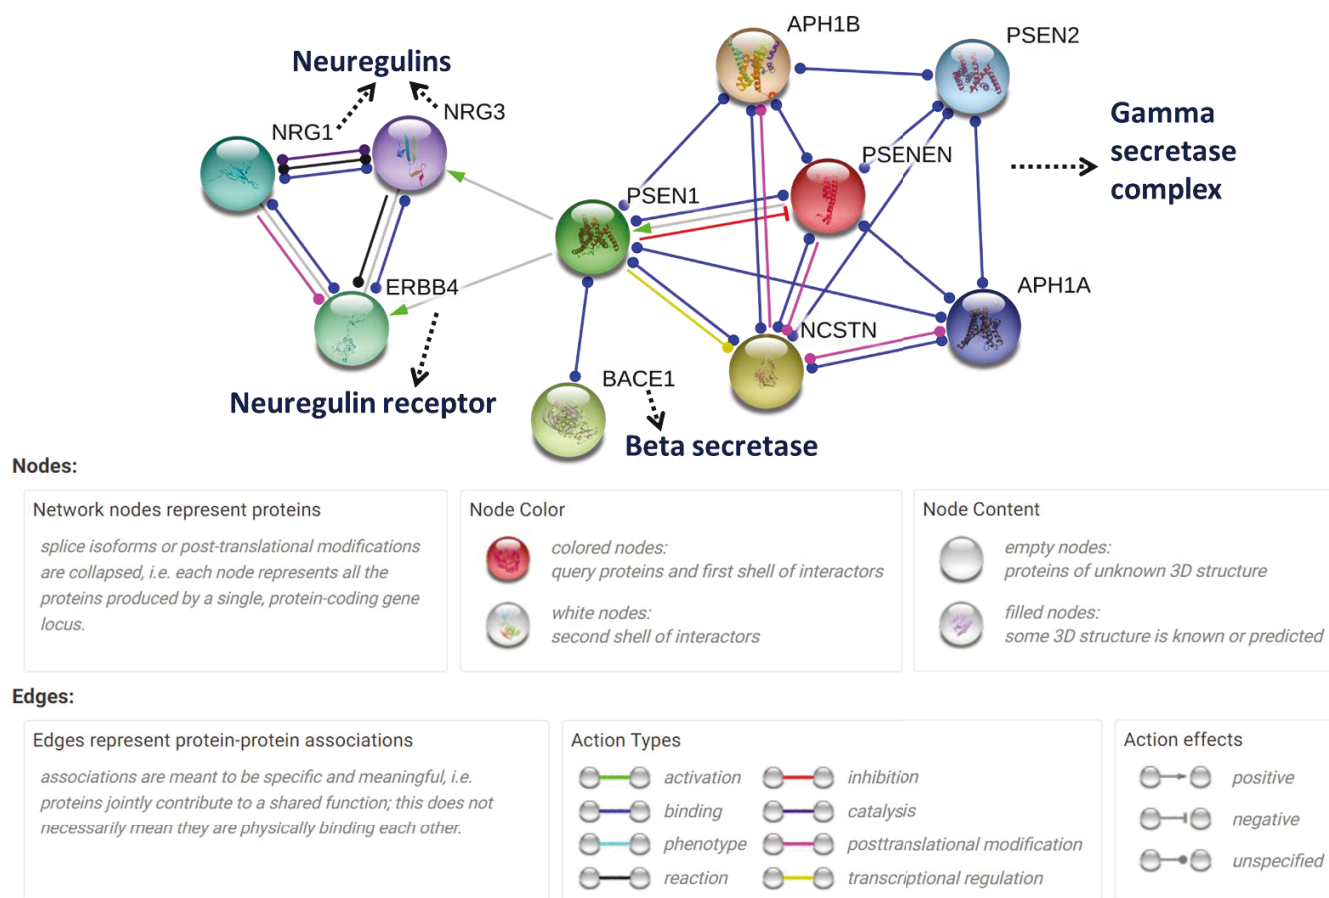 APH1B
PSEN2
Neuregulins
NRG3
NRG1
Gamma
secretase
complex
PSENEN
PSEN1
ERBB4
APH1A
NCSTN
BACE1
Neuregulin receptor
Beta secretase
Nodes:
Network nodes represent proteins
splice isoforms or post-translational modifications
are collapsed, i.e. each node represents all the
proteins produced by a single, protein-coding gene
locus.
Node Color
colored nodes:
query proteins and first shell of interactors
white nodes:
second shell of interactors
Node Content
empty nodes:
proteins of unknown 3D structure
filled nodes:
some 3D structure is known or predicted
Edges:
Edges represent protein-protein associations
associations are meant to be specific and meaningful, i.e.
proteins jointly contribute to a shared function; this does not
necessarily mean they are physically binding each other.
Action Types
activation
inhibition
binding
catalysis
phenotype
posttranslational modification
reaction
transcriptional regulation
Action effects
positive
negative
unspecified